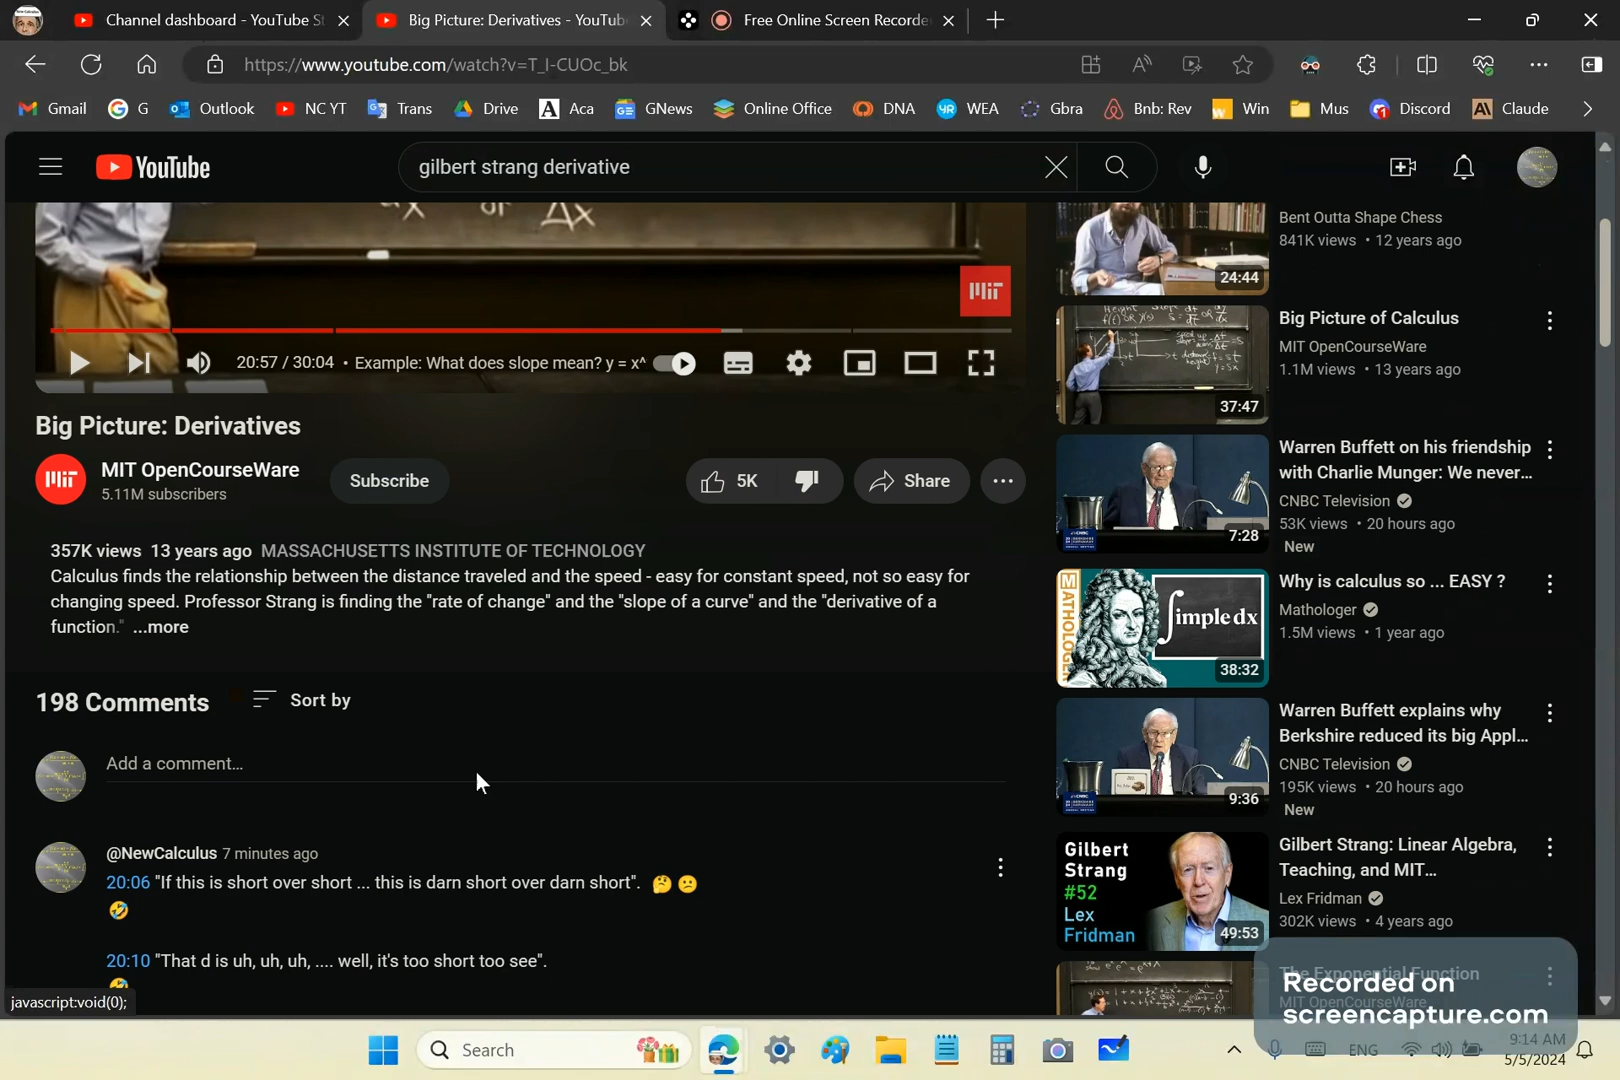 Channel dashboard - YouTube St
Big Picture: Derivatives - YouTub
Free Online Screen Recorde
https://www.youtube.com/watch?v=T_I-CUOc_bk
Gmail
G
Outlook
NC YT
Trans
Drive
A Aca
GNews
Online Office
DNA
WEA
Gbra
Bnb: Rev
Win
Mus
Discord
Claude
YouTube
gilbert strang derivative
or Δx
MIT
20:57 / 30:04 • Example: What does slope mean? y = x^
Big Picture: Derivatives
MIT OpenCourseWare
5.11M subscribers
Subscribe
5K
Share
357K views 13 years ago MASSACHUSETTS INSTITUTE OF TECHNOLOGY
Calculus finds the relationship between the distance traveled and the speed - easy for constant speed, not so easy for
changing speed. Professor Strang is finding the "rate of change" and the "slope of a curve" and the "derivative of a
function." ...more
198 Comments
Sort by
Add a comment...
@NewCalculus 7 minutes ago
20:06 "If this is short over short ... this is darn short over darn short". 🤔 😕
🤣
20:10 "That d is uh, uh, uh, .... well, it's too short too see".
javascript:void(0);
24:44
Bent Outta Shape Chess
841K views • 12 years ago
37:47
Big Picture of Calculus
MIT OpenCourseWare
1.1M views • 13 years ago
7:28
Warren Buffett on his friendship
with Charlie Munger: We never...
CNBC Television
53K views • 20 hours ago
New
MATHOLOGER
∫imple dx
38:32
Why is calculus so ... EASY ?
Mathologer
1.5M views • 1 year ago
9:36
Warren Buffett explains why
Berkshire reduced its big Appl...
CNBC Television
195K views • 20 hours ago
New
Gilbert
Strang
#52
Lex
Fridman
49:53
Gilbert Strang: Linear Algebra,
Teaching, and MIT...
Lex Fridman
302K views • 4 years ago
The Exponential Function
MIT OpenCourseWare
Recorded on
screencapture.com
Search
ENG
9:14 AM
5/5/2024